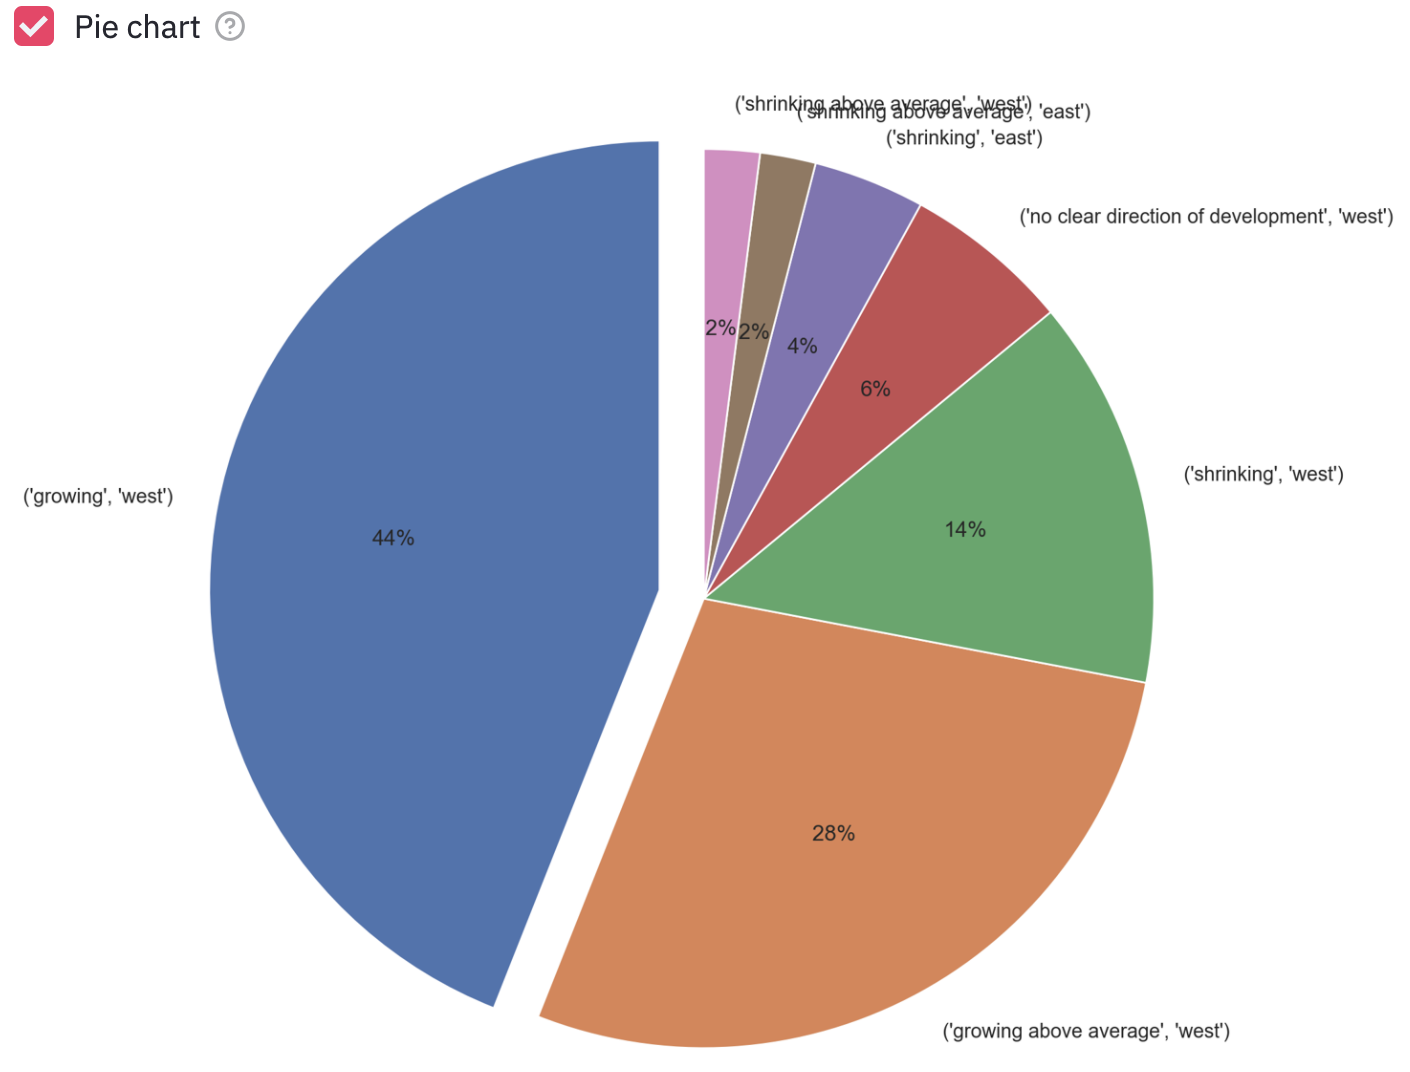 Pie chart
('shrinking above average', 'west')
('shrinking above average', 'east')
('shrinking', 'east')
('no clear direction of development', 'west')
2%
2%
4%
6%
('shrinking', 'west')
('growing', 'west')
14%
44%
28%
('growing above average', 'west')